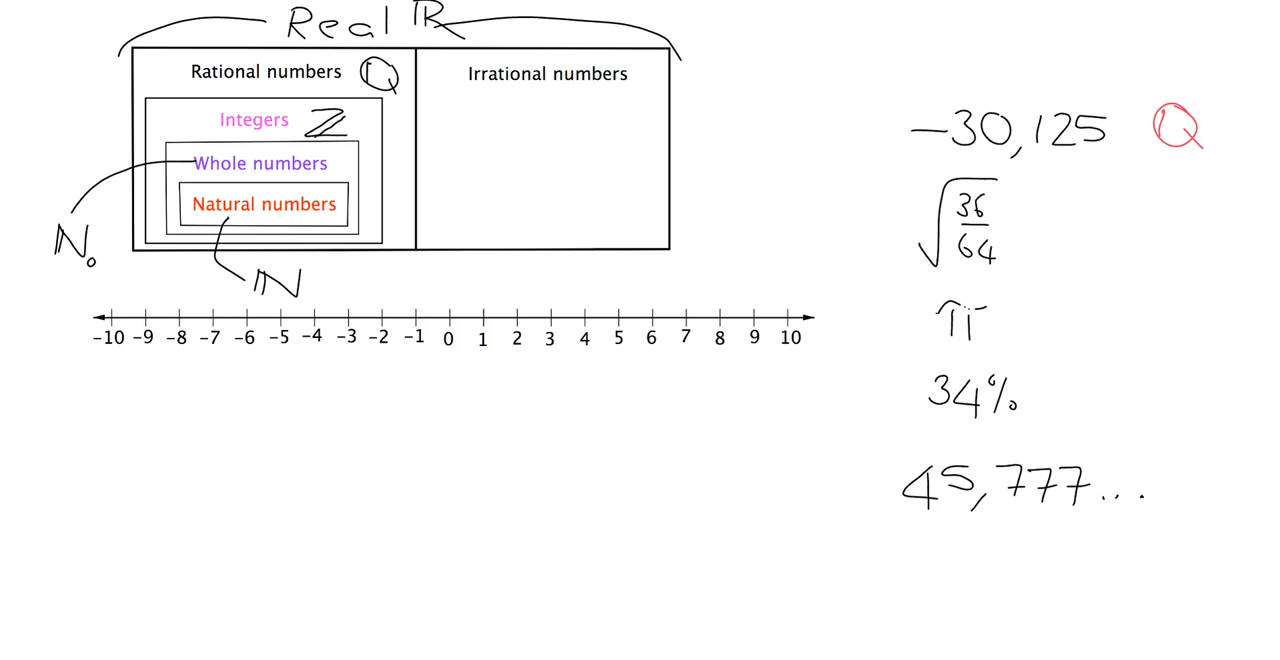 Real ℝ
Rational numbers ℚ
Irrational numbers
Integers ℤ
Whole numbers
Natural numbers
ℕ₀
ℕ
-10 -9 -8 -7 -6 -5 -4 -3 -2 -1 0 1 2 3 4 5 6 7 8 9 10
-30,125 ℚ
√(36/64)
π
34%
45,777...